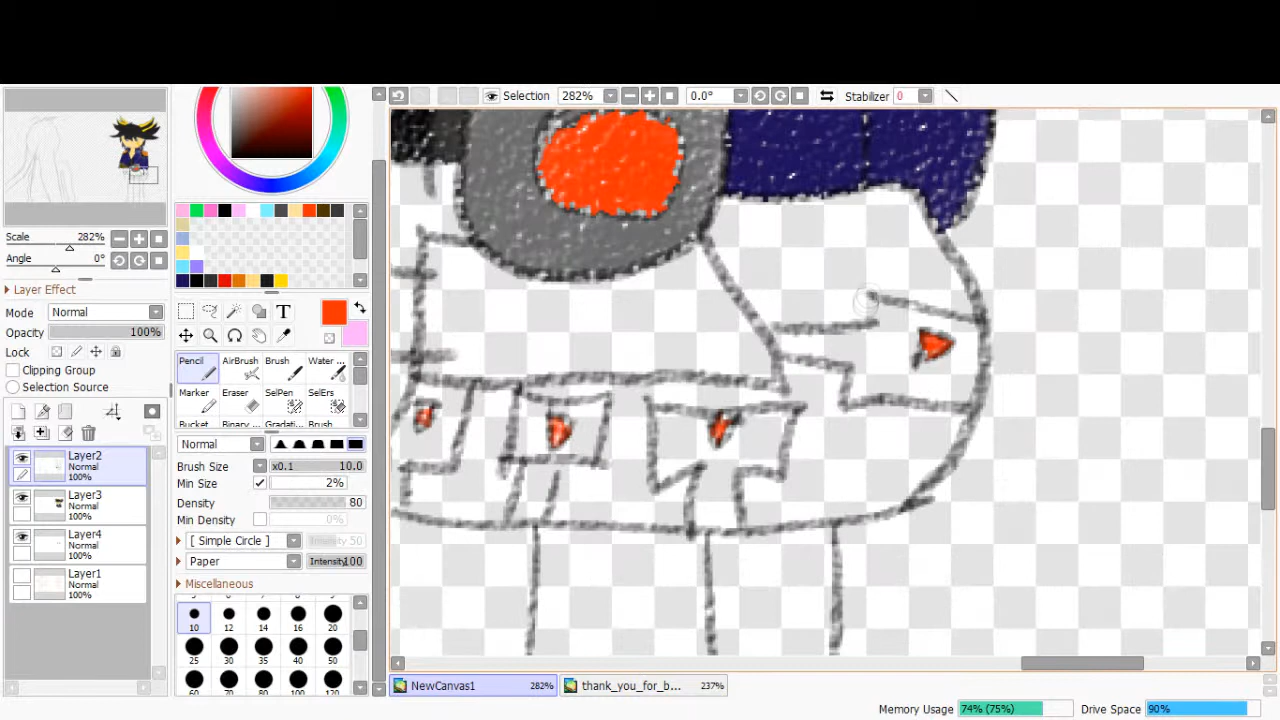 Selection 282% 0.0° Stabilizer 0
Scale 282%
Angle 0°
Layer Effect
Mode Normal
Opacity 100%
Lock
Clipping Group
Selection Source
Layer2
Normal
100%
Layer3
Normal
100%
Layer4
Normal
100%
Layer1
Normal
100%
T
Pencil AirBrush Brush Water ...
Marker Eraser SelPen SelErs
Bucket Binary ... Gradati... Brush
Normal
Brush Size x0.1 10.0
Min Size 2%
Density 80
Min Density 0%
[ Simple Circle ] Intensity 50
Paper Intensity 100
Miscellaneous
10 12 14 16 20
25 30 35 40 50
60 70 80 100 120
NewCanvas1 282% thank_you_for_b... 237%
Memory Usage 74% (75%) Drive Space 90%